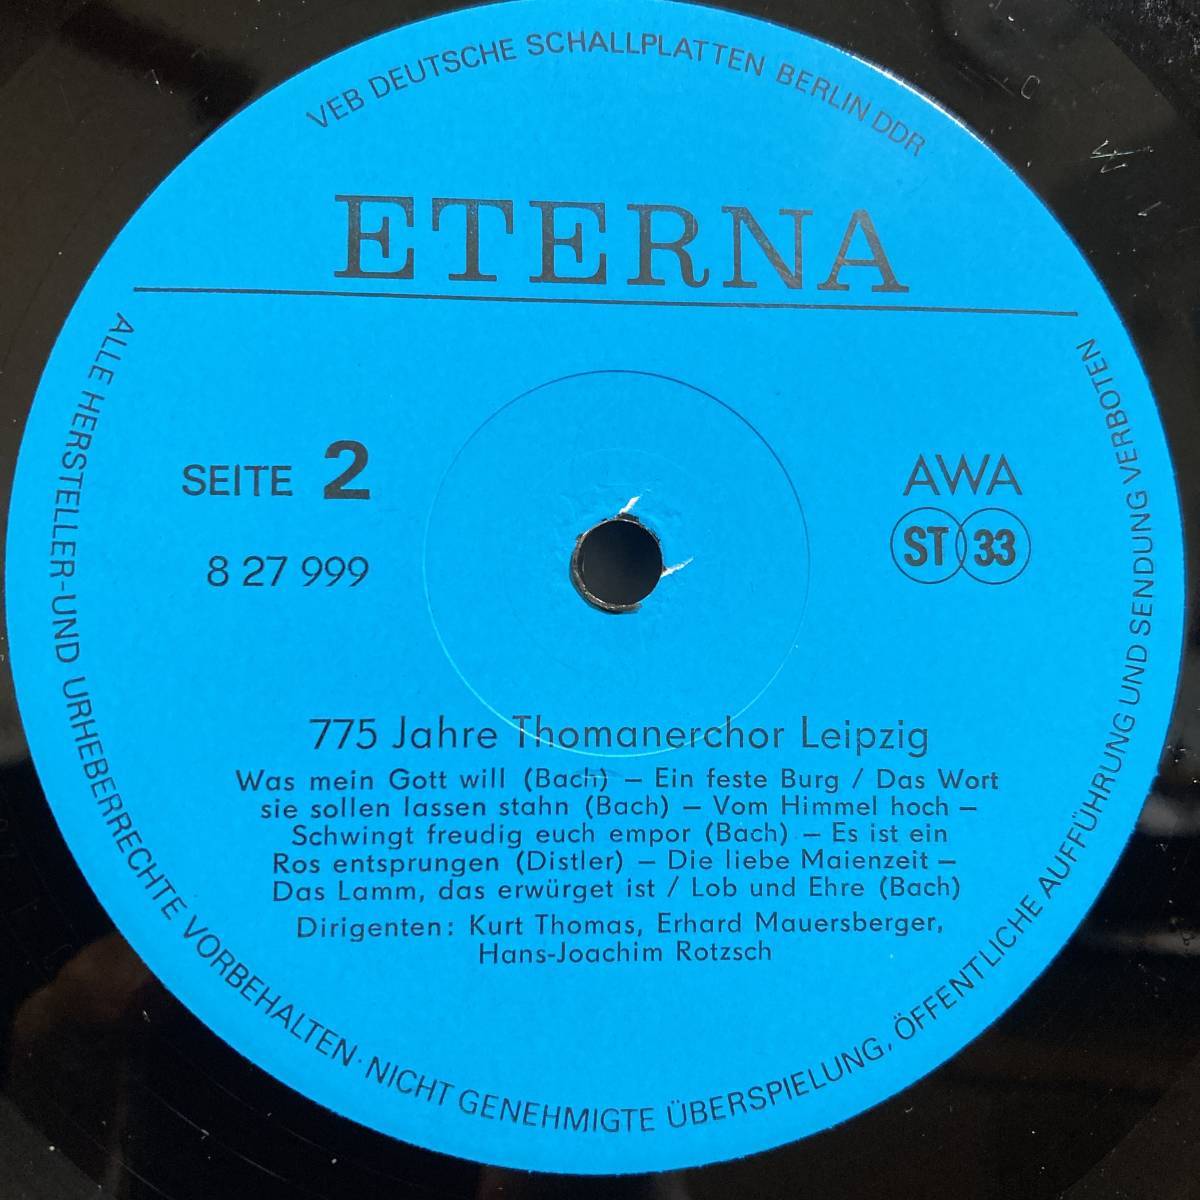 VEB DEUTSCHE SCHALLPLATTEN BERLIN DDR
ETERNA
SEITE 2
8 27 999
AWA
ST 33
775 Jahre Thomanerchor Leipzig
Was mein Gott will (Bach) – Ein feste Burg / Das Wort
sie sollen lassen stahn (Bach) – Vom Himmel hoch –
Schwingt freudig euch empor (Bach) – Es ist ein
Ros entsprungen (Distler) – Die liebe Maienzeit –
Das Lamm, das erwürget ist / Lob und Ehre (Bach)
Dirigenten: Kurt Thomas, Erhard Mauersberger,
Hans-Joachim Rotzsch
ALLE HERSTELLER-UND URHEBERRECHTE VORBEHALTEN · NICHT GENEHMIGTE ÜBERSPIELUNG, ÖFFENTLICHE AUFFÜHRUNG UND SENDUNG VERBOTEN